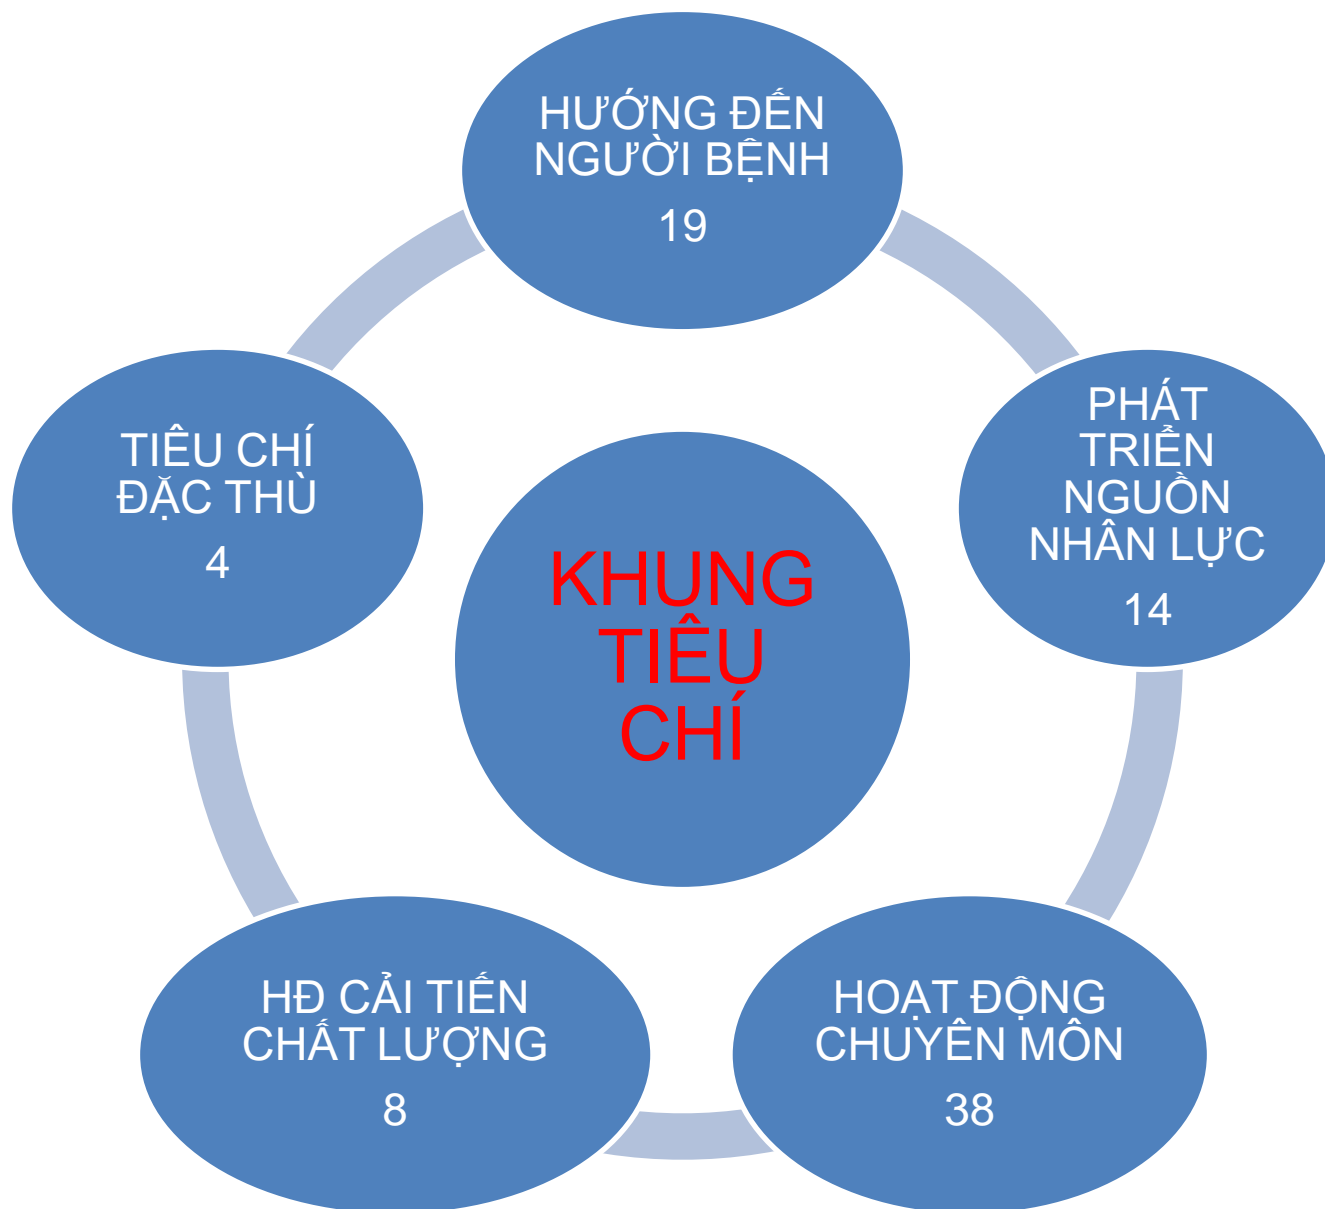 HƯỚNG ĐẾN
NGƯỜI BỆNH
19
PHÁT
TRIỂN
NGUỒN
NHÂN LỰC
14
TIÊU CHÍ
ĐẶC THÙ
4
KHUNG
TIÊU
CHÍ
HĐ CẢI TIẾN
CHẤT LƯỢNG
8
HOẠT ĐỘNG
CHUYÊN MÔN
38